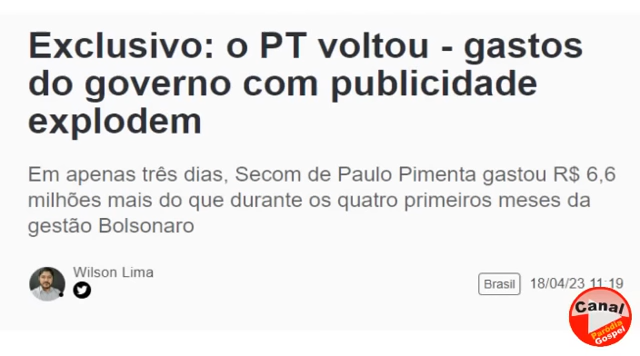 Exclusivo: o PT voltou - gastos
do governo com publicidade
explodem
Em apenas três dias, Secom de Paulo Pimenta gastou R$ 6,6
milhões mais do que durante os quatro primeiros meses da
gestão Bolsonaro
Wilson Lima
Brasil 18/04/23 11:19
Canal
Paródia
Gospel